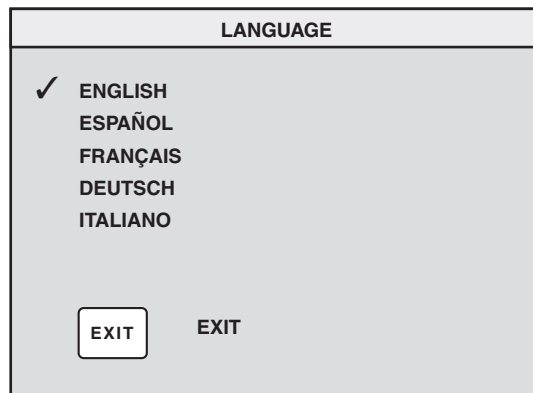 LANGUAGE
✓ ENGLISH
ESPAÑOL
FRANÇAIS
DEUTSCH
ITALIANO
EXIT EXIT